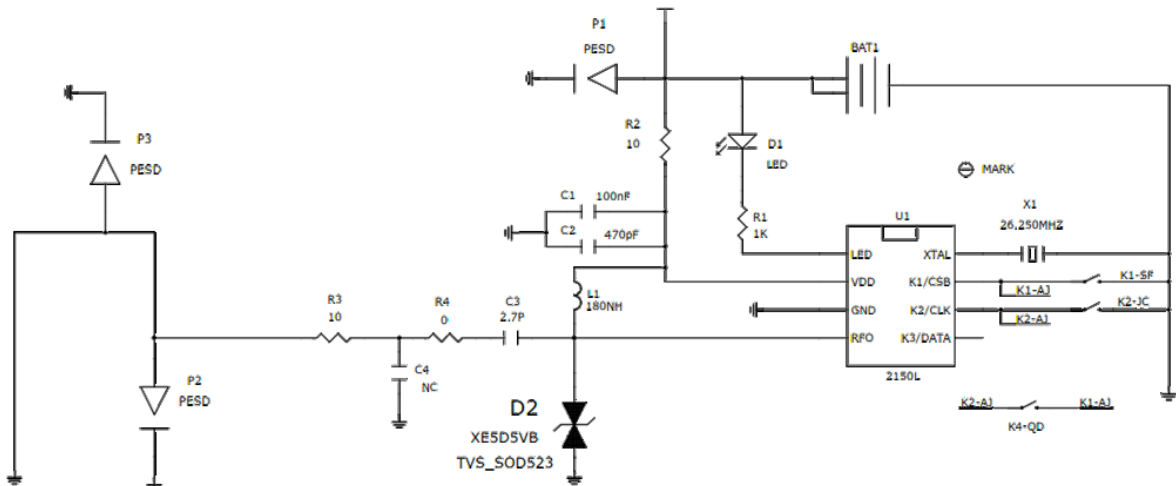 P1
PESD
BAT1
P3
PESD
R2
10
D1
LED
MARK
C1
100nF
C2
470pF
R1
1K
U1
X1
26.250MHZ
LED
XTAL
VDD
K1/CSB
K1-SF
K1-AJ
L1
180NH
GND
K2/CLK
K2-JC
K2-AJ
RFO
K3/DATA
2150L
R3
10
R4
0
C3
2.7P
C4
NC
P2
PESD
D2
XE5D5VB
TVS_SOD523
K2-AJ
K1-AJ
K4-QD